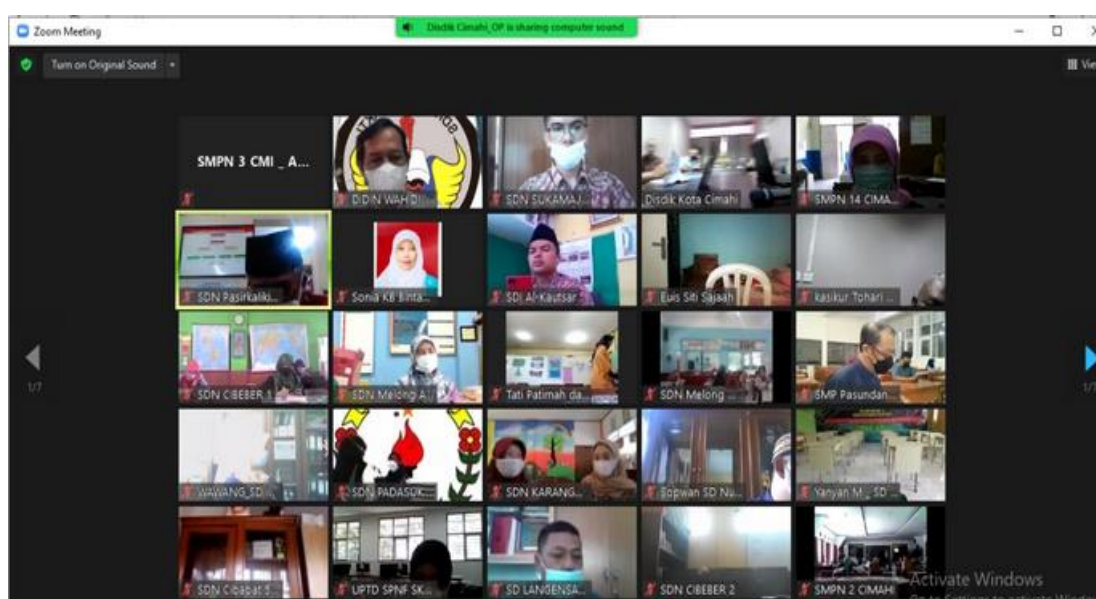 Zoom Meeting
Disdik Cimahi_OP is sharing computer sound
Turn on Original Sound
Vie
SMPN 3 CMI _ A...
DIDIN WAHDI...
SDN SUKAMAJ...
Disdik Kota Cimahi
SMPN 14 CIMA...
SDN Pasirkaliki...
Sonia KB Binta...
SDI Al-Kautsar
Euis Siti Sajaah
kasikur Tohari ...
1/7
SDN CIBEBER 1
SDN Melong A...
Tati Patimah da...
SDN Melong ...
SMP Pasundan...
1/7
WAWANG_SD ...
SDN PADASUK...
SDN KARANG...
Sopwan SD Nu...
Yanyan M _ SD ...
SDN Cibabat 5...
UPTD SPNF SK...
SD LANGENSA...
SDN CIBEBER 2
SMPN 2 CIMAHI
Activate Windows